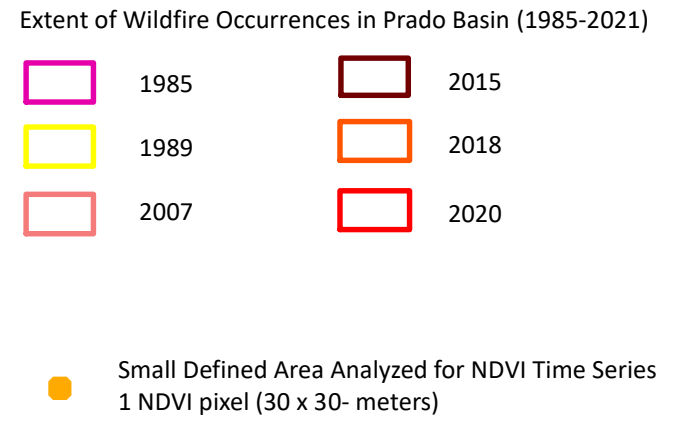 Extent of Wildfire Occurrences in Prado Basin (1985-2021)
1985
2015
1989
2018
2007
2020
Small Defined Area Analyzed for NDVI Time Series
1 NDVI pixel (30 x 30- meters)